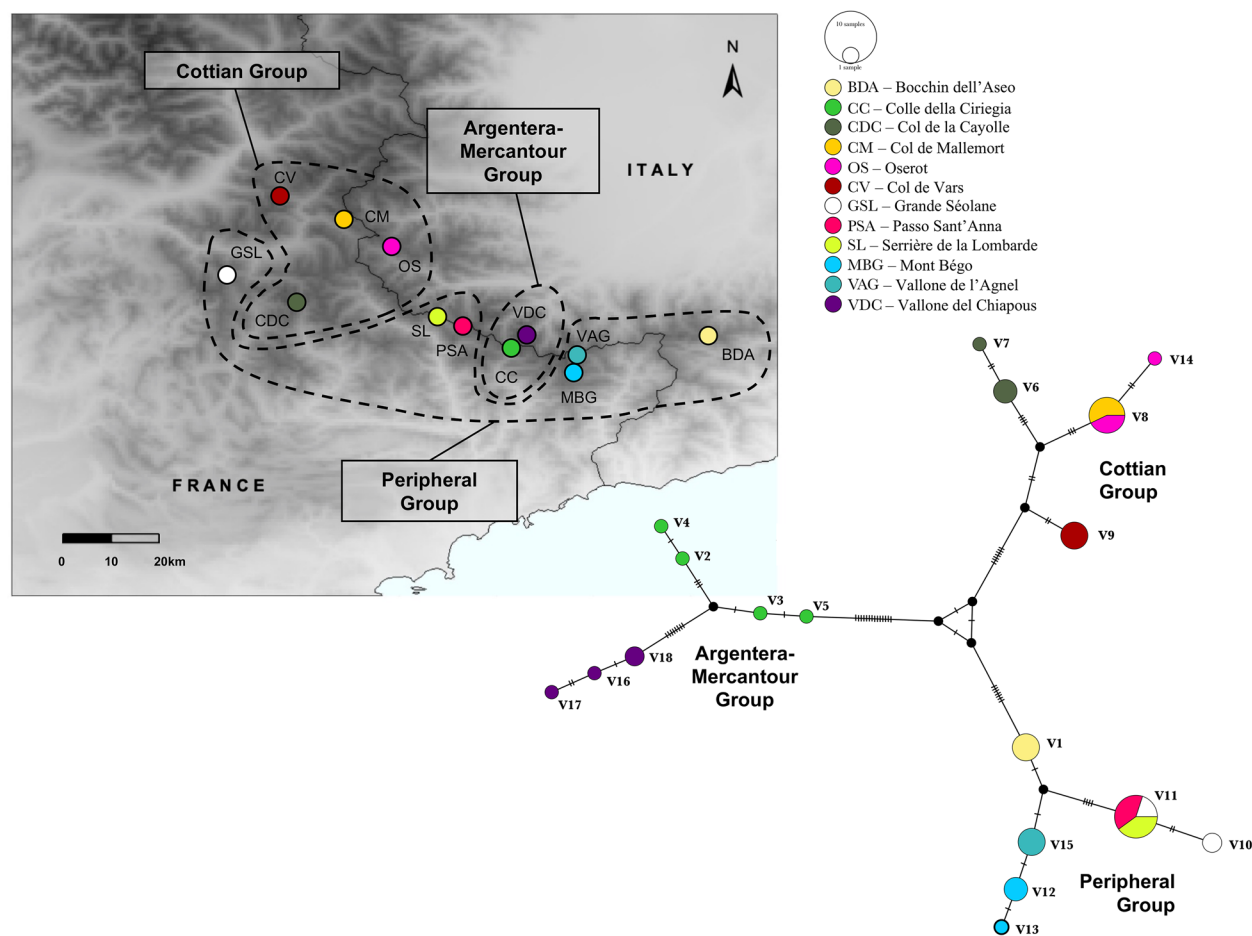 Cottian Group
N
Argentera-
Mercantour
Group
ITALY
CV
CM
GSL
OS
CDC
SL
PSA
VDC
VAG
CC
MBG
BDA
FRANCE
Peripheral
Group
0 10 20km
10 samples
1 sample
BDA – Bocchin dell’Aseo
CC – Colle della Ciriegia
CDC – Col de la Cayolle
CM – Col de Mallemort
OS – Oserot
CV – Col de Vars
GSL – Grande Séolane
PSA – Passo Sant’Anna
SL – Serrière de la Lombarde
MBG – Mont Bégo
VAG – Vallone de l’Agnel
VDC – Vallone del Chiapous
V7
V14
V6
V8
Cottian
Group
V9
V4
V2
V3
V5
V18
V16
V17
Argentera-
Mercantour
Group
V1
V11
V15
V10
V12
V13
Peripheral
Group